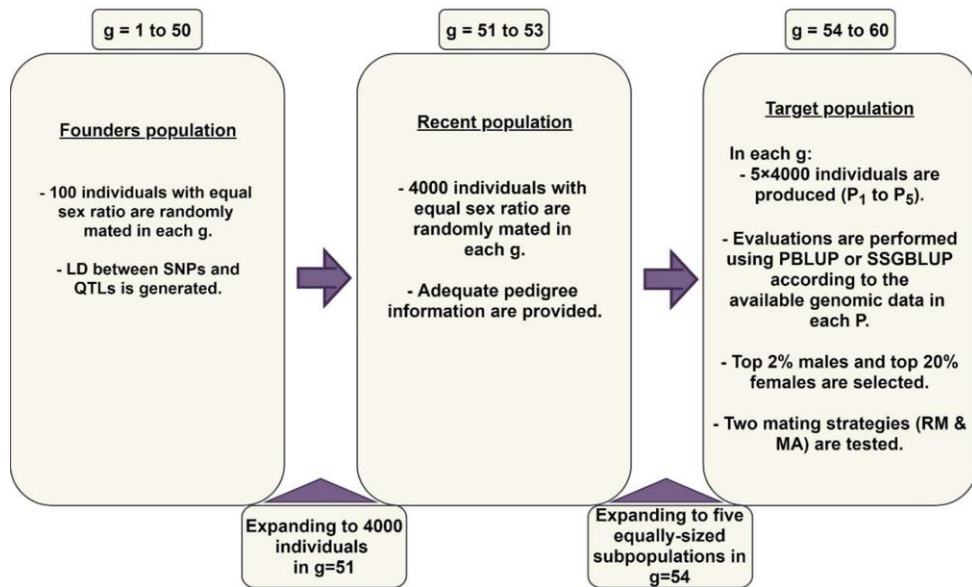 g = 1 to 50
Founders population
- 100 individuals with equal
sex ratio are randomly
mated in each g.
- LD between SNPs and
QTLs is generated.
Expanding to 4000
individuals
in g=51
g = 51 to 53
Recent population
- 4000 individuals with
equal sex ratio are
randomly mated in
each g.
- Adequate pedigree
information are provided.
Expanding to five
equally-sized
subpopulations in
g=54
g = 54 to 60
Target population
In each g:
- 5×4000 individuals are
produced (P₁ to P₅).
- Evaluations are performed
using PBLUP or SSGBLUP
according to the
available genomic data in
each P.
- Top 2% males and top 20%
females are selected.
- Two mating strategies (RM &
MA) are tested.